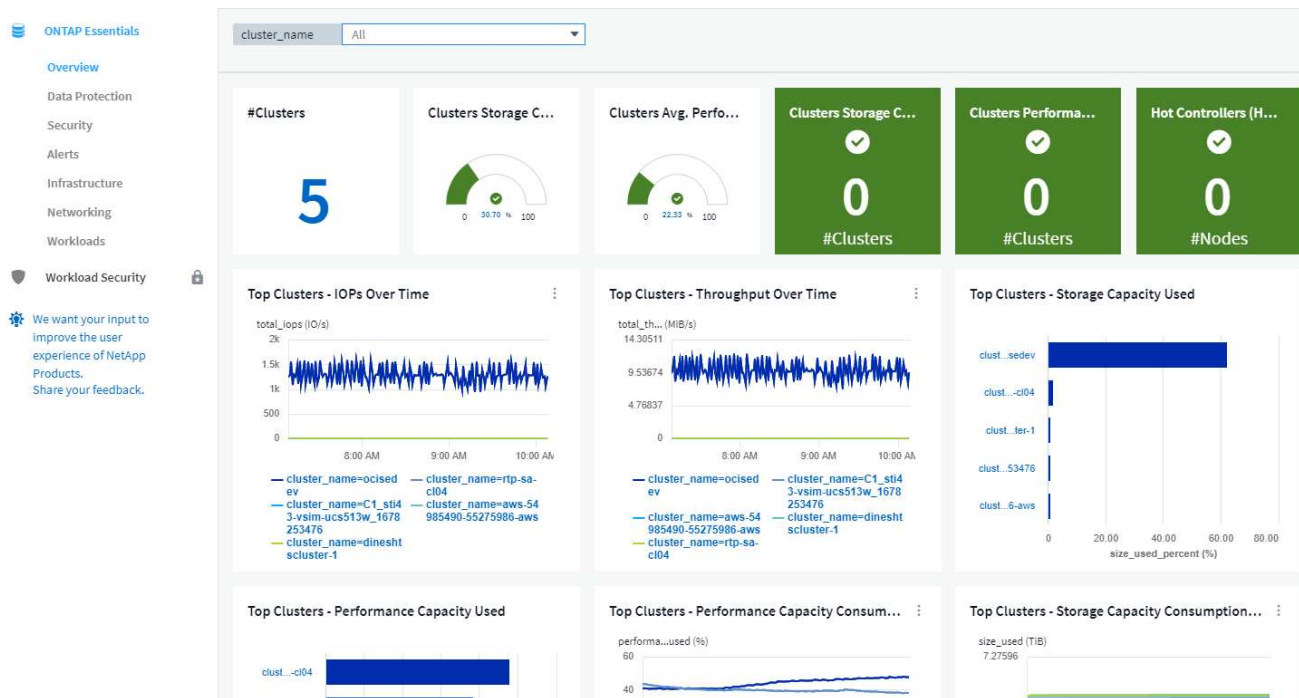 ONTAP Essentials
Overview
Data Protection
Security
Alerts
Infrastructure
Networking
Workloads
Workload Security
We want your input to
improve the user
experience of NetApp
Products.
Share your feedback.
cluster_name
All
#Clusters
5
Clusters Storage C...
0
30.70 %
100
Clusters Avg. Perfo...
0
22.33 %
100
Clusters Storage C...
0
#Clusters
Clusters Performa...
0
#Clusters
Hot Controllers (H...
0
#Nodes
Top Clusters - IOPs Over Time
total_iops (IO/s)
2k
1.5k
1k
500
0
8:00 AM
9:00 AM
10:00 AM
cluster_name=ocised
ev
cluster_name=rtp-sa-
cl04
cluster_name=C1_sti4
3-vsim-ucs513w_1678
253476
cluster_name=aws-54
985490-55275986-aws
cluster_name=dinesht
scluster-1
Top Clusters - Throughput Over Time
total_th... (MiB/s)
14.30511
9.53674
4.76837
0
8:00 AM
9:00 AM
10:00 AM
cluster_name=ocised
ev
cluster_name=C1_sti4
3-vsim-ucs513w_1678
253476
cluster_name=aws-54
985490-55275986-aws
cluster_name=dinesht
scluster-1
cluster_name=rtp-sa-
cl04
Top Clusters - Storage Capacity Used
clust...sedev
clust...-cl04
clust...ter-1
clust...53476
clust...6-aws
0
20.00
40.00
60.00
80.00
size_used_percent (%)
Top Clusters - Performance Capacity Used
clust...-cl04
Top Clusters - Performance Capacity Consum...
performa...used (%)
60
40
Top Clusters - Storage Capacity Consumption...
size_used (TiB)
7.27596